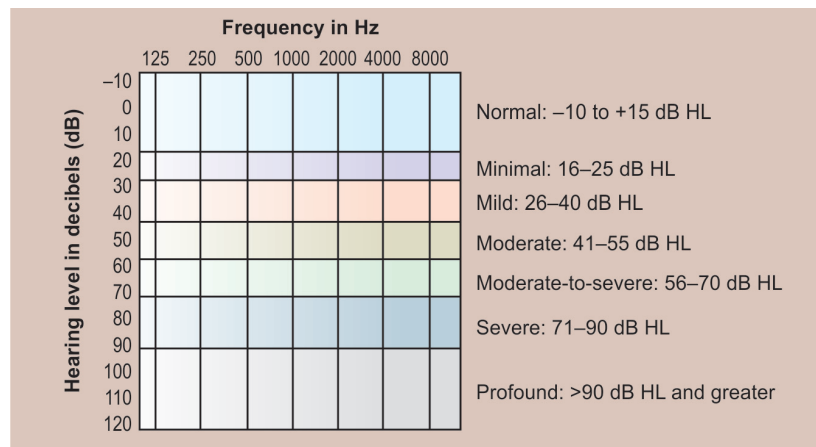 Frequency in Hz
125 250 500 1000 2000 4000 8000
Hearing level in decibels (dB)
–10
0
10
20
30
40
50
60
70
80
90
100
110
120
Normal: –10 to +15 dB HL
Minimal: 16–25 dB HL
Mild: 26–40 dB HL
Moderate: 41–55 dB HL
Moderate-to-severe: 56–70 dB HL
Severe: 71–90 dB HL
Profound: >90 dB HL and greater